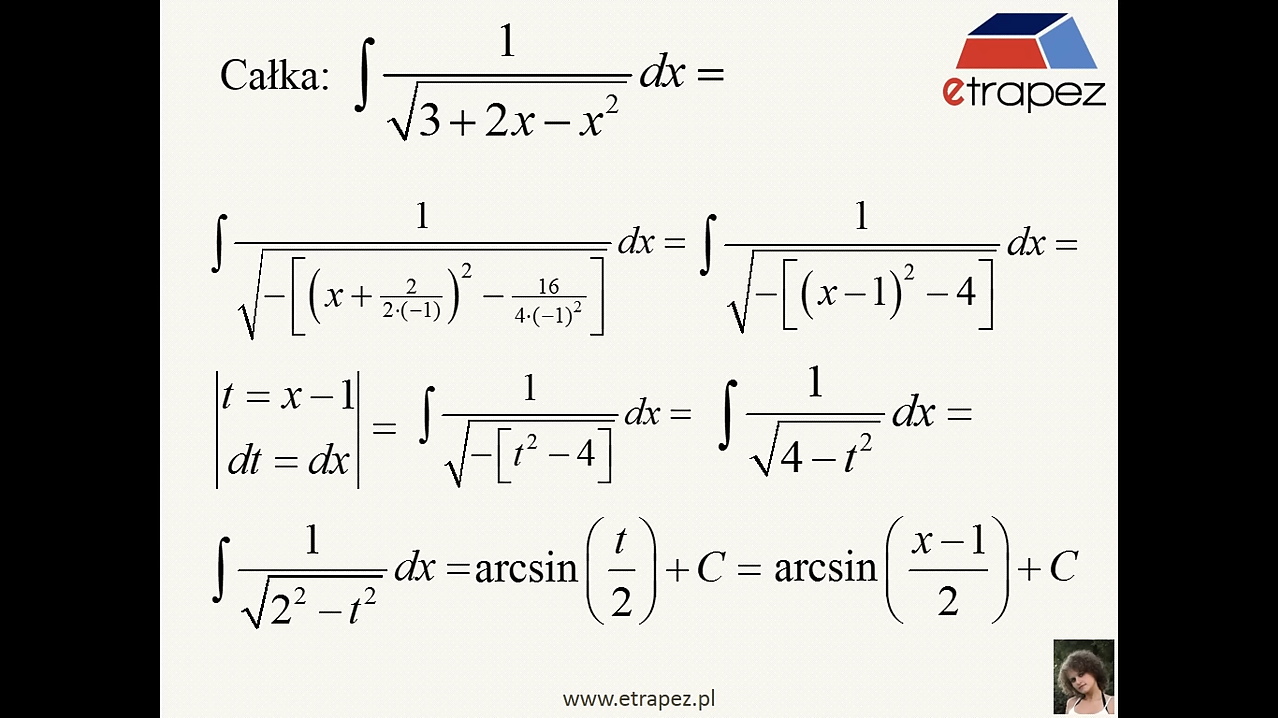 Całka: ∫ 1/√(3+2x−x²) dx =
etrapez
∫ 1/√(−[(x + 2/(2·(−1)))² − 16/(4·(−1)²)]) dx = ∫ 1/√(−[(x−1)² − 4]) dx =
|t = x−1; dt = dx| = ∫ 1/√(−[t² − 4]) dx = ∫ 1/√(4−t²) dx =
∫ 1/√(2²−t²) dx = arcsin(t/2) + C = arcsin((x−1)/2) + C
www.etrapez.pl